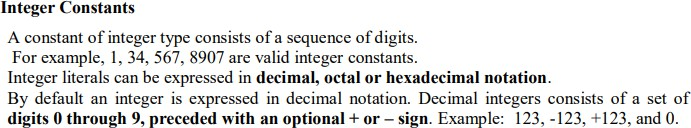 Integer Constants
A constant of integer type consists of a sequence of digits.
For example, 1, 34, 567, 8907 are valid integer constants.
Integer literals can be expressed in decimal, octal or hexadecimal notation.
By default an integer is expressed in decimal notation. Decimal integers consists of a set of
digits 0 through 9, preceded with an optional + or – sign. Example:  123, -123, +123, and 0.